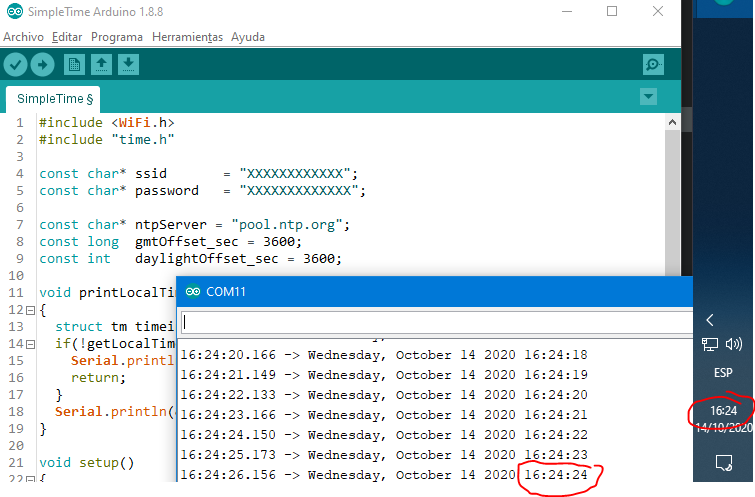 SimpleTime Arduino 1.8.8
Archivo Editar Programa Herramientas Ayuda
SimpleTime §
1 #include <WiFi.h>
2 #include "time.h"
3
4 const char* ssid = "XXXXXXXXXXXX";
5 const char* password = "XXXXXXXXXXXXX";
6
7 const char* ntpServer = "pool.ntp.org";
8 const long gmtOffset_sec = 3600;
9 const int daylightOffset_sec = 3600;
10
11 void printLocalTi
12 {
13 struct tm timei
14 if(!getLocalTim
15 Serial.printl
16 return;
17 }
18 Serial.println(
19 }
20
21 void setup()
22 {
COM11
16:24:20.166 -> Wednesday, October 14 2020 16:24:18
16:24:21.149 -> Wednesday, October 14 2020 16:24:19
16:24:22.133 -> Wednesday, October 14 2020 16:24:20
16:24:23.166 -> Wednesday, October 14 2020 16:24:21
16:24:24.150 -> Wednesday, October 14 2020 16:24:22
16:24:25.173 -> Wednesday, October 14 2020 16:24:23
16:24:26.156 -> Wednesday, October 14 2020 16:24:24
ESP
16:24
14/10/2020